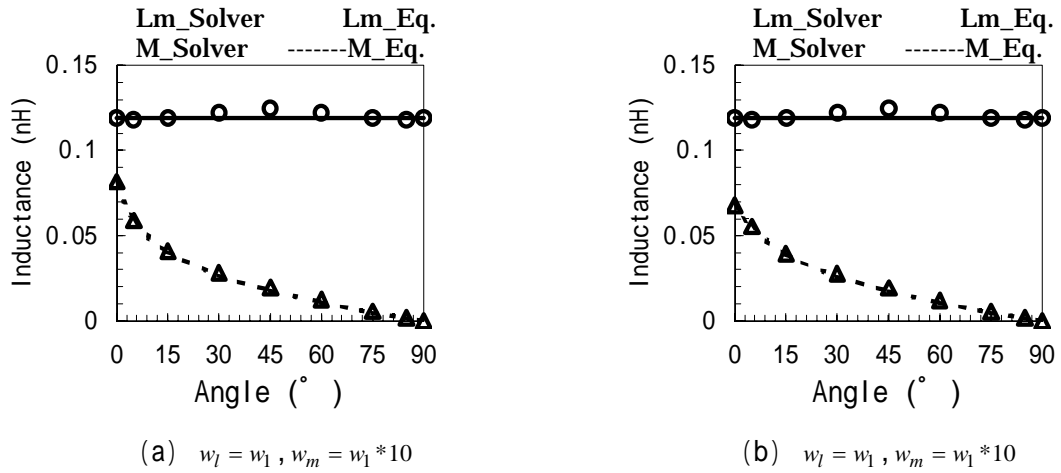 Lm_Solver Lm_Eq.
M_Solver M_Eq.
0.15
0.1
0.05
0
Inductance (nH)
0 15 30 45 60 75 90
Angle (° )
(a) w_l = w_1 , w_m = w_1 *10
Lm_Solver Lm_Eq.
M_Solver M_Eq.
0.15
0.1
0.05
0
Inductance (nH)
0 15 30 45 60 75 90
Angle (° )
(b) w_l = w_1 , w_m = w_1 *10